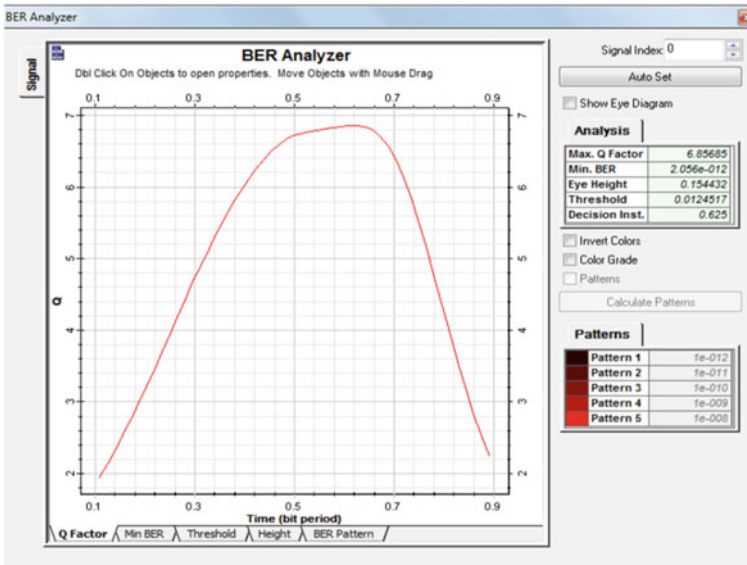 BER Analyzer
Signal
BER Analyzer
Dbl Click On Objects to open properties. Move Objects with Mouse Drag
0.1 0.3 0.5 0.7 0.9
7 7
6 6
5 5
Q
4 4
3 3
2 2
0.1 0.3 0.5 0.7 0.9
Time (bit period)
Q Factor Min BER Threshold Height BER Pattern
Signal Index: 0
Auto Set
Show Eye Diagram
Analysis
Max. Q Factor 6.85685
Min. BER 2.056e-012
Eye Height 0.154432
Threshold 0.0124517
Decision Inst. 0.625
Invert Colors
Color Grade
Patterns
Calculate Patterns
Patterns
Pattern 1 1e-012
Pattern 2 1e-011
Pattern 3 1e-010
Pattern 4 1e-009
Pattern 5 1e-008